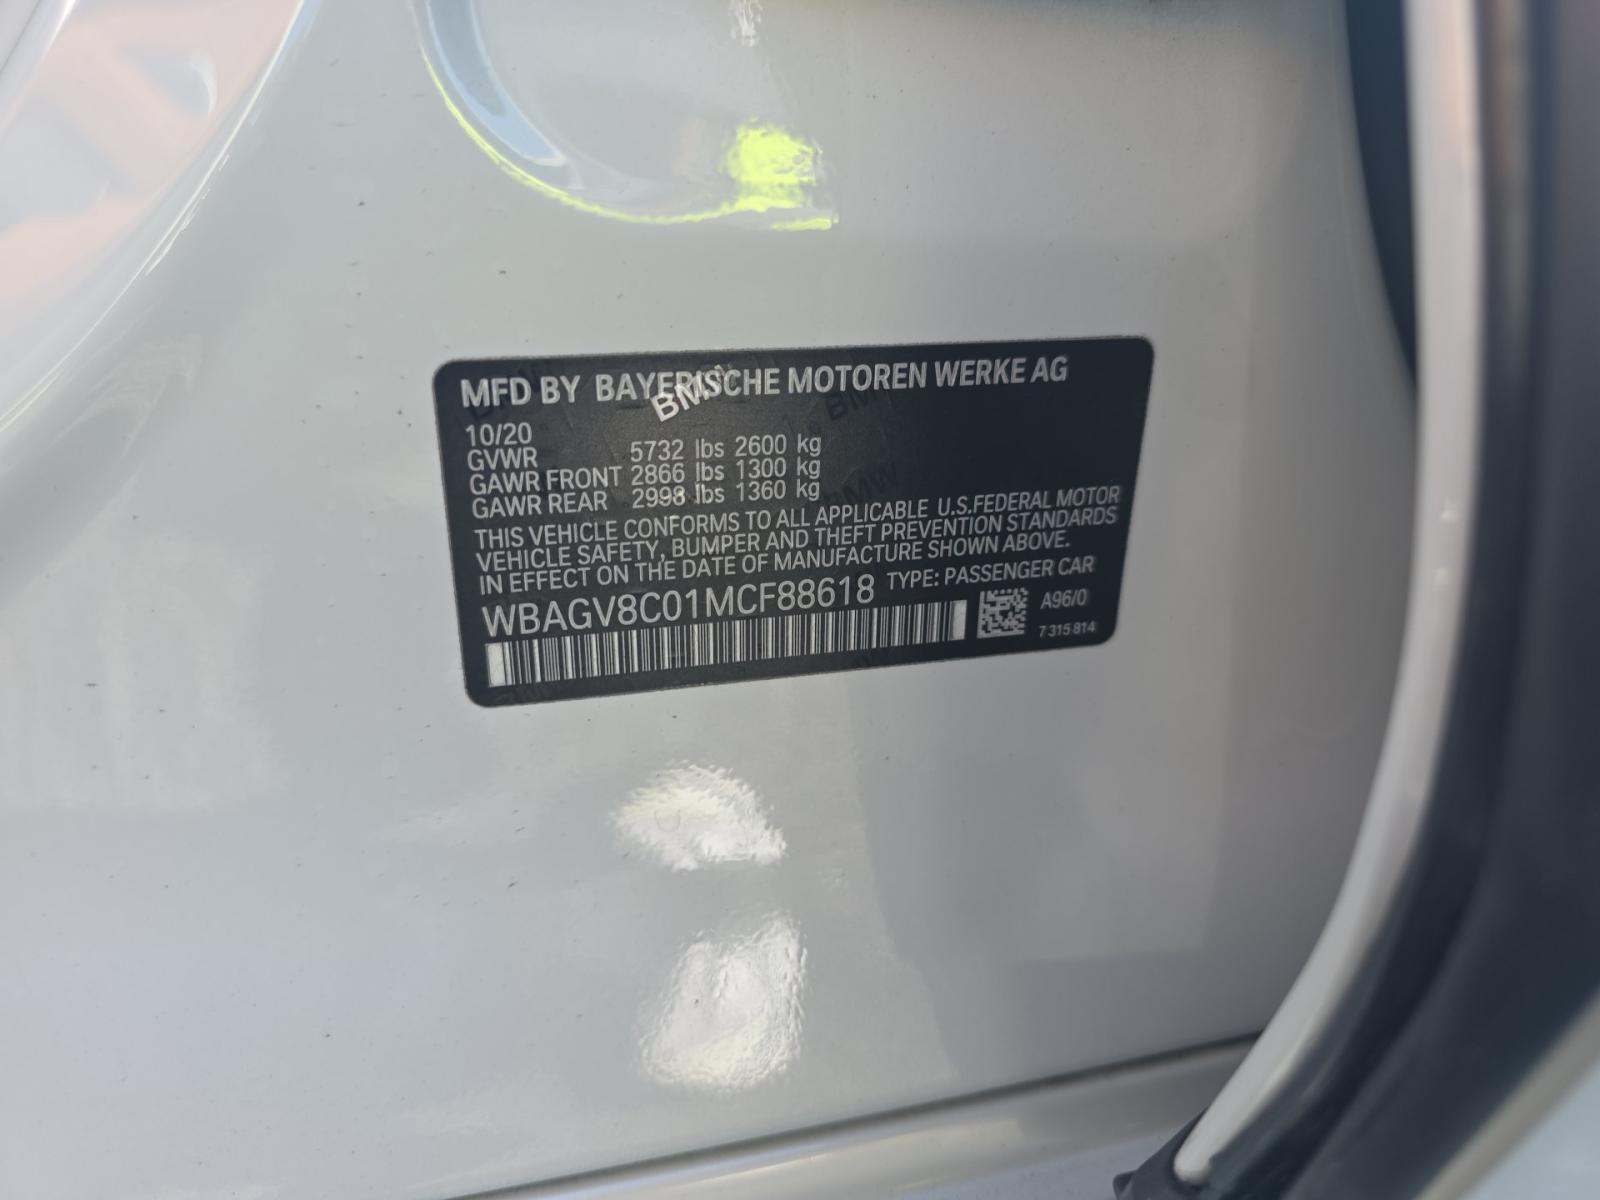 MFD BY BAYERISCHE MOTOREN WERKE AG
BMW
10/20
GVWR 5732 lbs 2600 kg
GAWR FRONT 2866 lbs 1300 kg
GAWR REAR 2998 lbs 1360 kg
THIS VEHICLE CONFORMS TO ALL APPLICABLE U.S.FEDERAL MOTOR
VEHICLE SAFETY, BUMPER AND THEFT PREVENTION STANDARDS
IN EFFECT ON THE DATE OF MANUFACTURE SHOWN ABOVE.
WBAGV8C01MCF88618 TYPE: PASSENGER CAR
A96/0
7 315 814